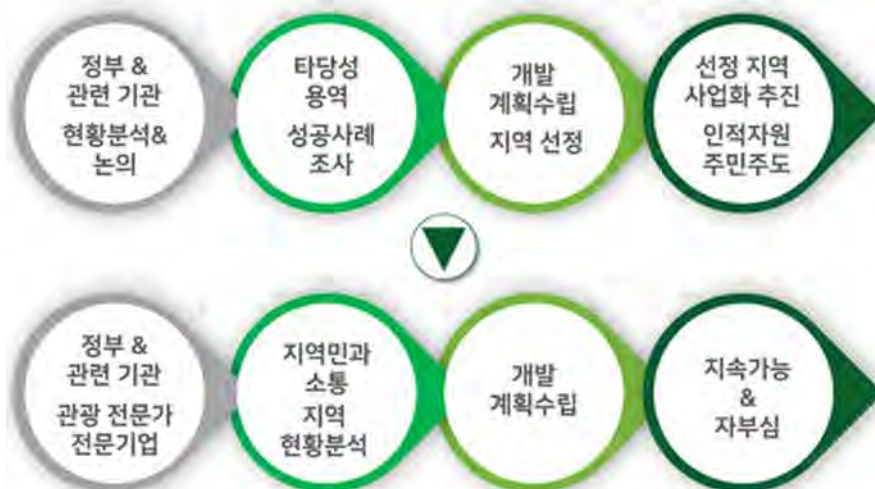 정부 &
관련 기관
현황분석&
논의
타당성
용역
성공사례
조사
개발
계획수립
지역 선정
선정 지역
사업화 추진
인적자원
주민주도
정부 &
관련 기관
관광 전문가
전문기업
지역민과
소통
지역
현황분석
개발
계획수립
지속가능
&
자부심